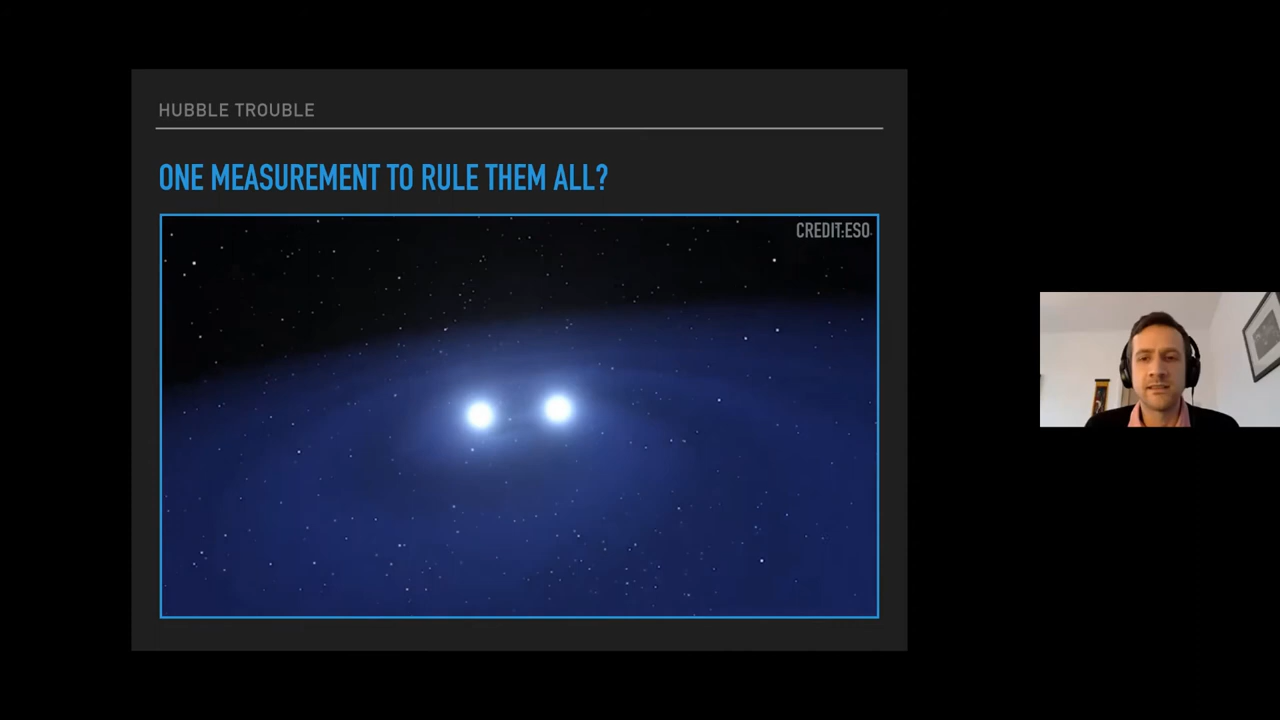 HUBBLE TROUBLE
ONE MEASUREMENT TO RULE THEM ALL?
CREDIT:ESO